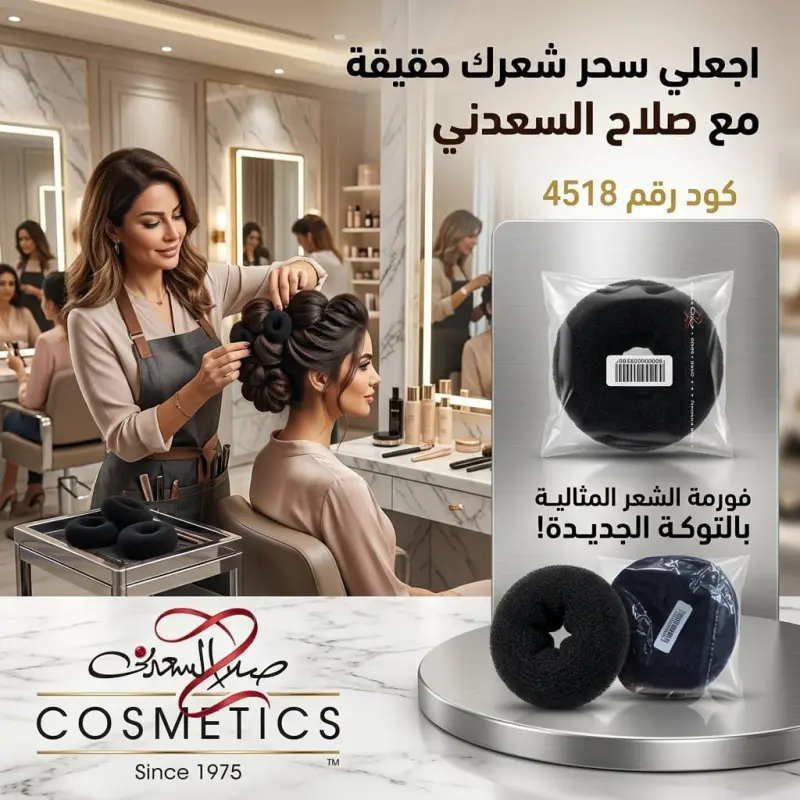 اجعلي سحر شعرك حقيقة
مع صلاح السعدني
كود رقم 4518
فورمة الشعر المثالية
بالتوكة الجديدة!
صلاح السعدني
COSMETICS
Since 1975
TM